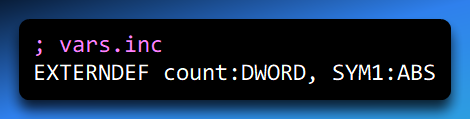 ; vars.inc
EXTERNDEF count:DWORD, SYM1:ABS